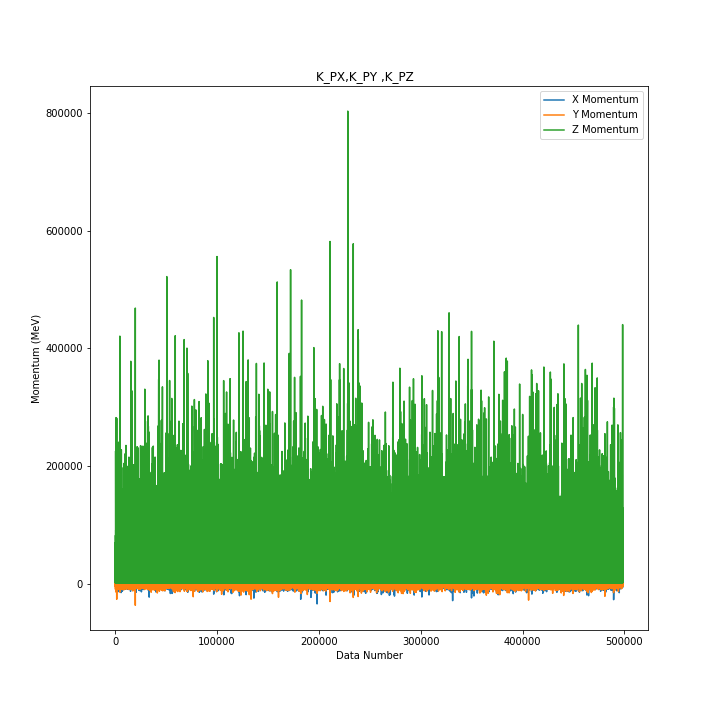 K_PX,K_PY ,K_PZ
X Momentum
Y Momentum
Z Momentum
800000
600000
400000
200000
0
Momentum (MeV)
0
100000
200000
300000
400000
500000
Data Number